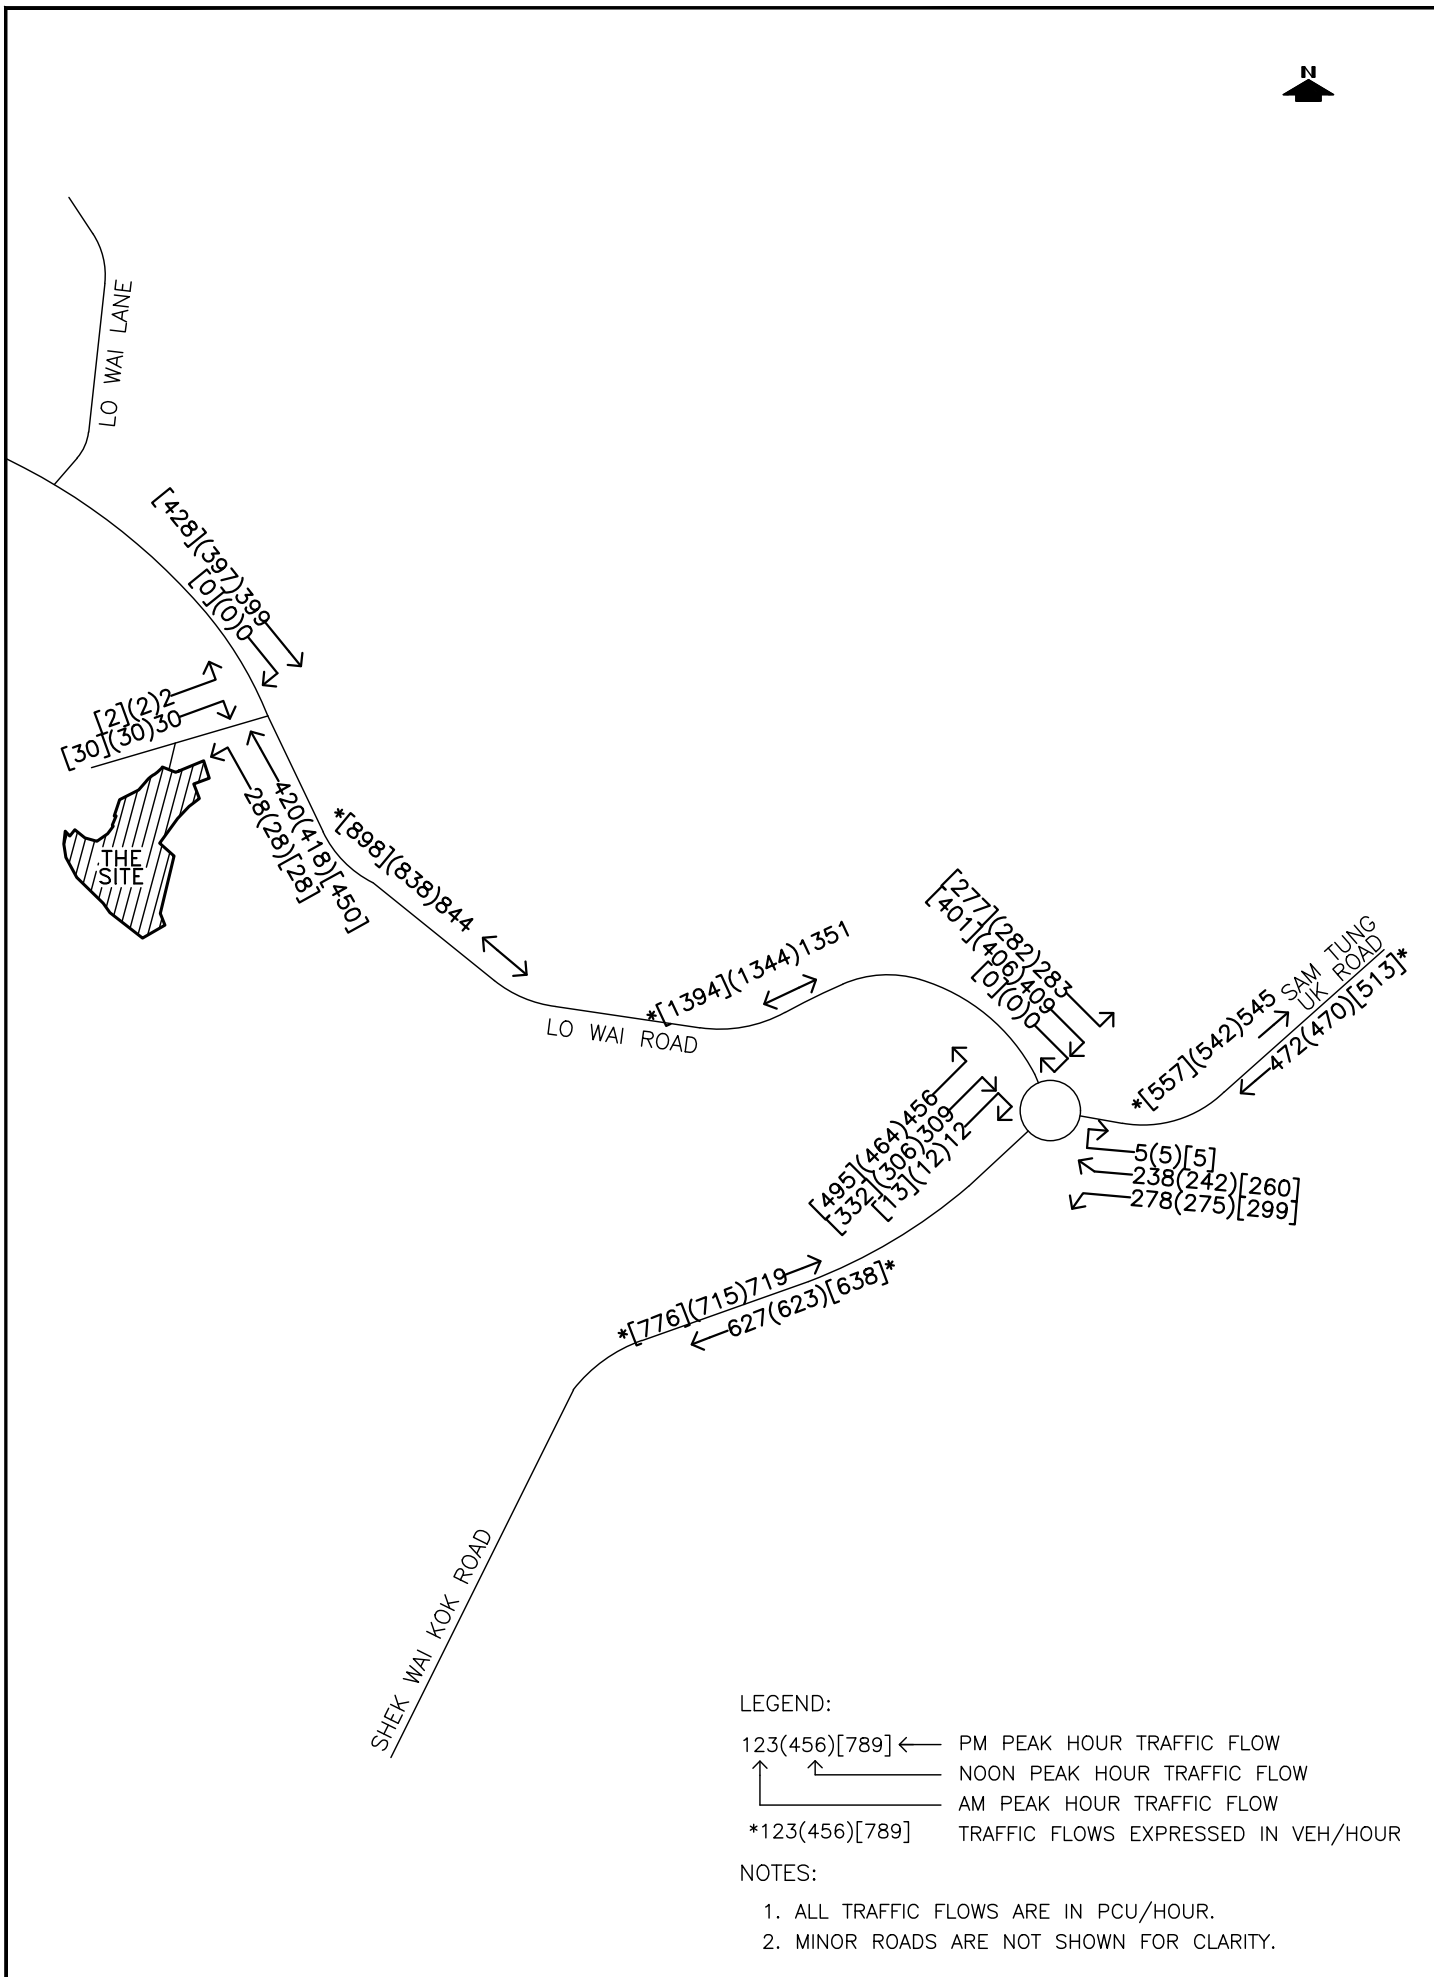 N
LO WAI LANE
[428](397)399
[0](0)0
[2](2)2
[30](30)30
THE
SITE
420(418)[450]
28(28)[28]
*[898](838)844
*[1394](1344)1351
LO WAI ROAD
[277](282)283
[401](406)409
[0](0)0
SAM TUNG
UK ROAD
*[557](542)545
472(470)[513]*
[495](464)456
[332](306)309
[13](12)12
5(5)[5]
238(242)[260]
278(275)[299]
*[776](715)719
627(623)[638]*
SHEK WAI KOK ROAD
LEGEND:
123(456)[789] PM PEAK HOUR TRAFFIC FLOW
NOON PEAK HOUR TRAFFIC FLOW
AM PEAK HOUR TRAFFIC FLOW
*123(456)[789] TRAFFIC FLOWS EXPRESSED IN VEH/HOUR
NOTES:
1. ALL TRAFFIC FLOWS ARE IN PCU/HOUR.
2. MINOR ROADS ARE NOT SHOWN FOR CLARITY.